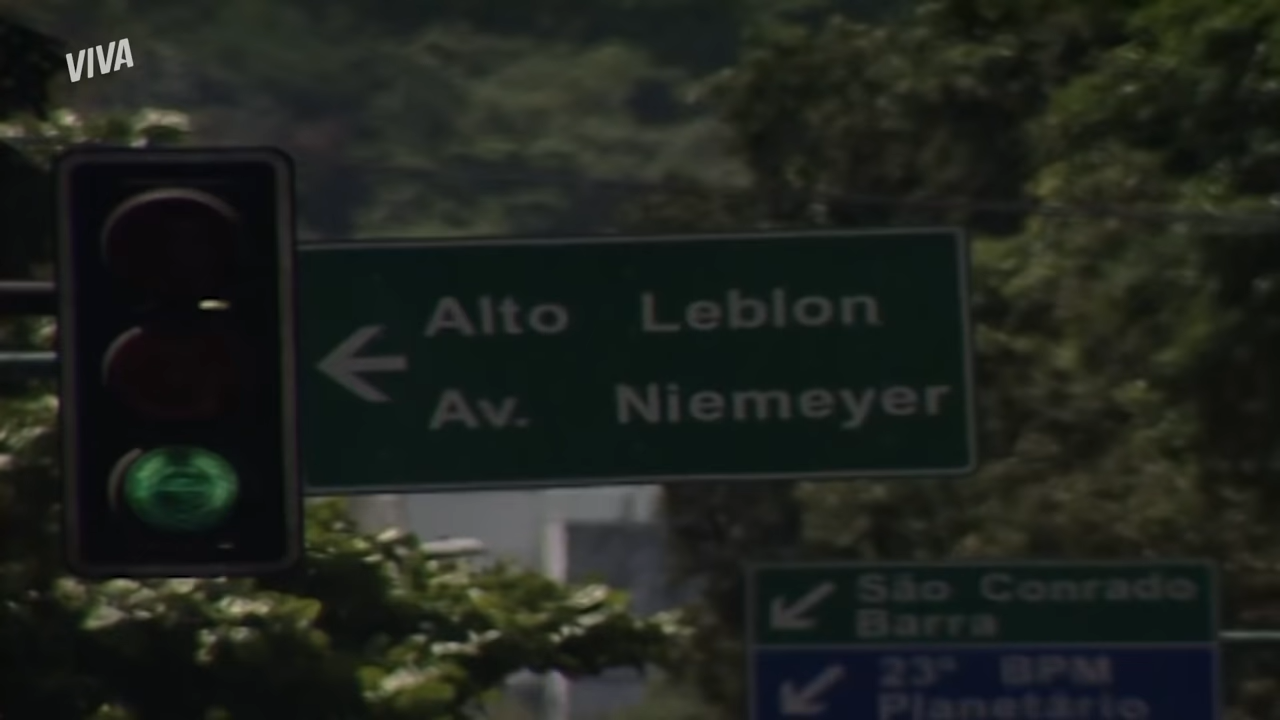 VIVA
Alto Leblon
Av. Niemeyer
São Conrado
Barra
23º BPM
Planetário